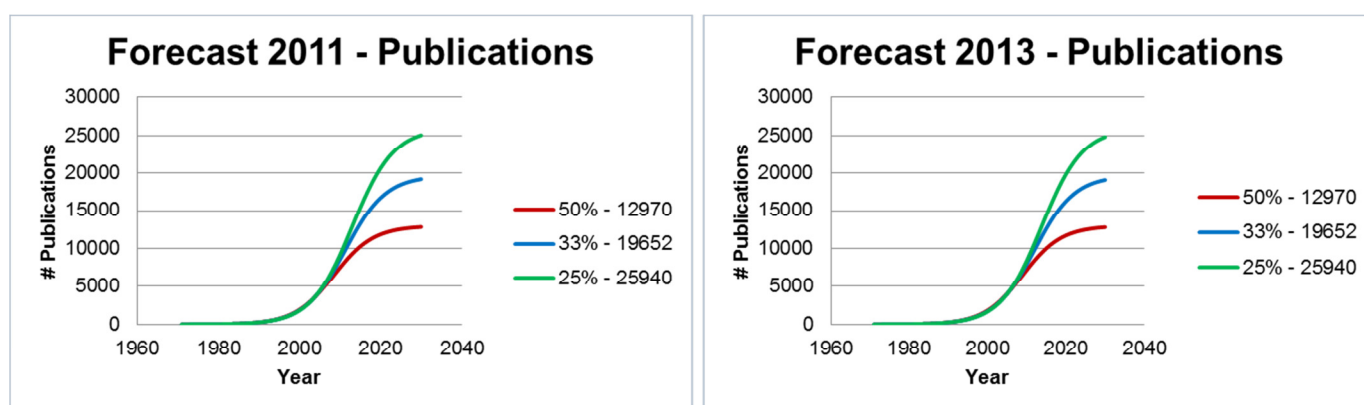 Forecast 2011 - Publications
30000
25000
20000
15000
10000
5000
0
# Publications
1960 1980 2000 2020 2040
Year
50% - 12970
33% - 19652
25% - 25940
Forecast 2013 - Publications
30000
25000
20000
15000
10000
5000
0
# Publications
1960 1980 2000 2020 2040
Year
50% - 12970
33% - 19652
25% - 25940